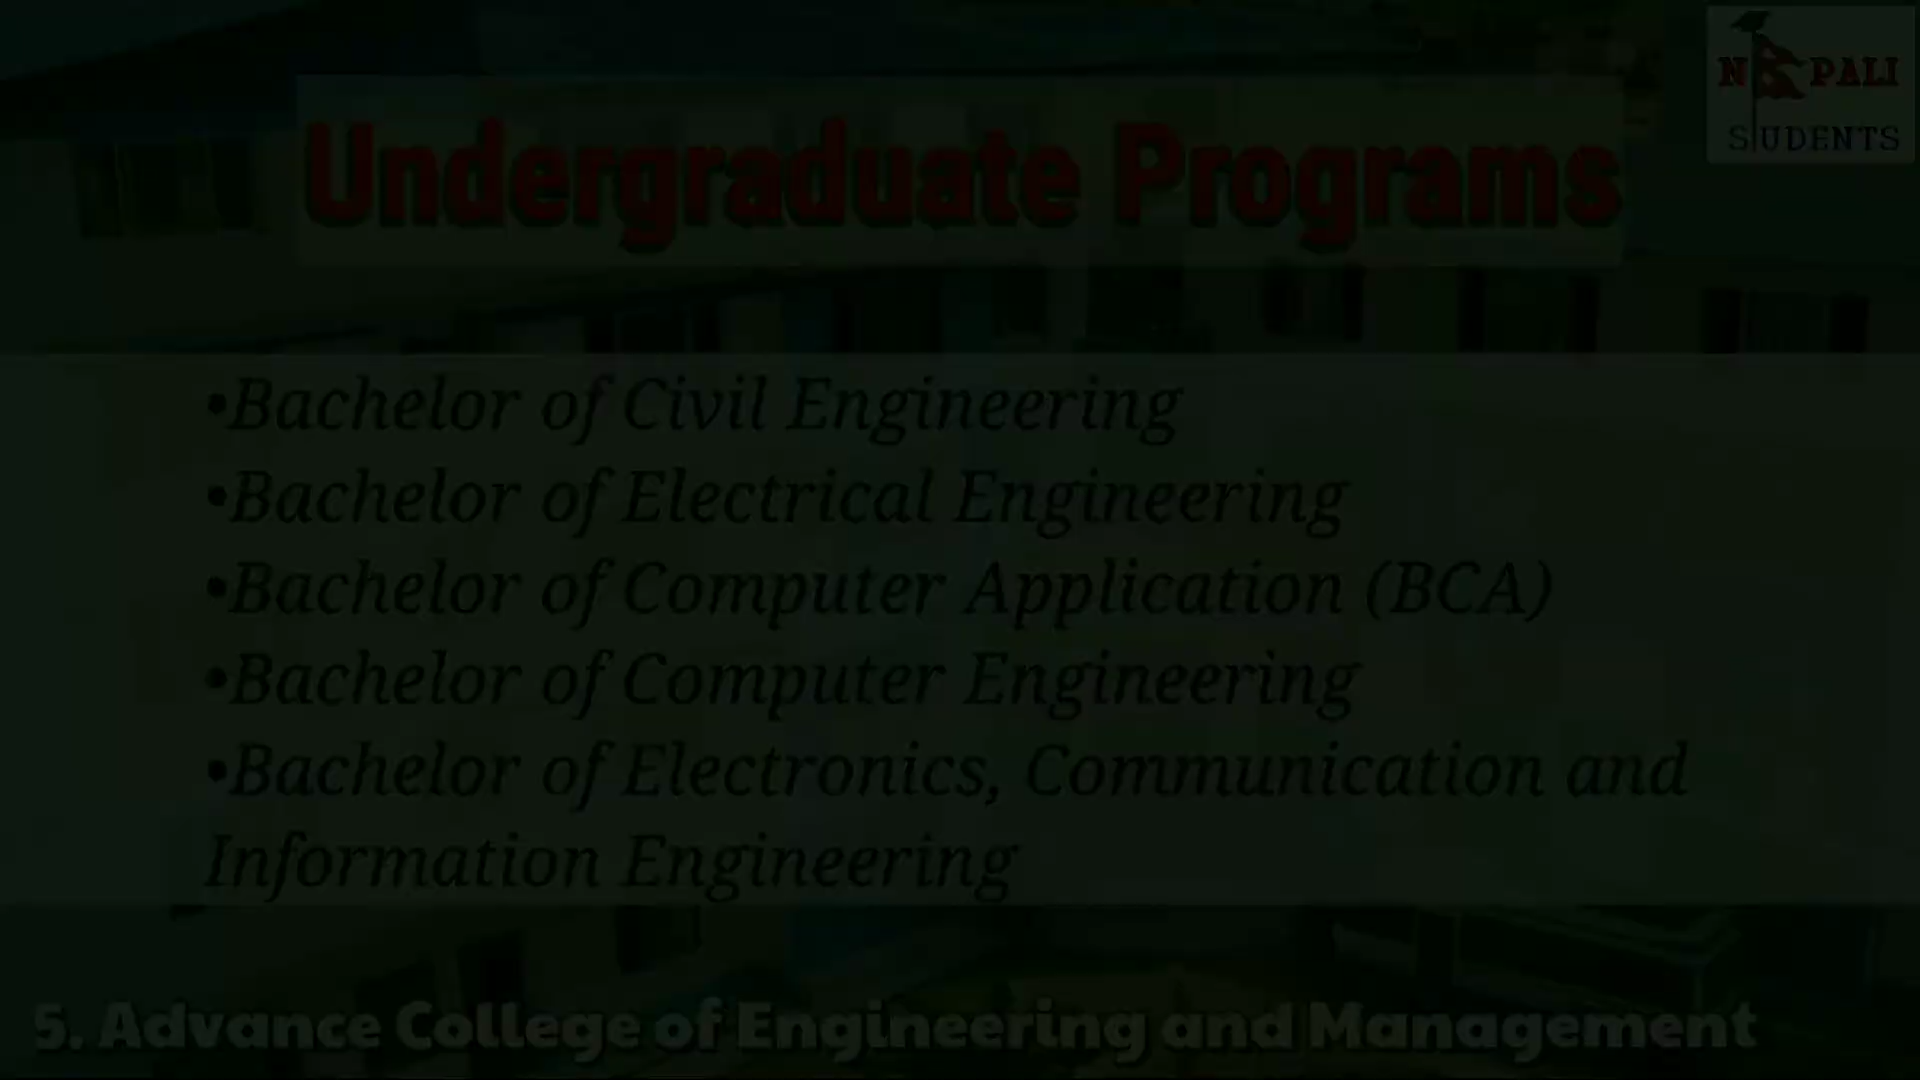 NEPALI
STUDENTS
Undergraduate Programs
•Bachelor of Civil Engineering
•Bachelor of Electrical Engineering
•Bachelor of Computer Application (BCA)
•Bachelor of Computer Engineering
•Bachelor of Electronics, Communication and
Information Engineering
5. Advance College of Engineering and Management